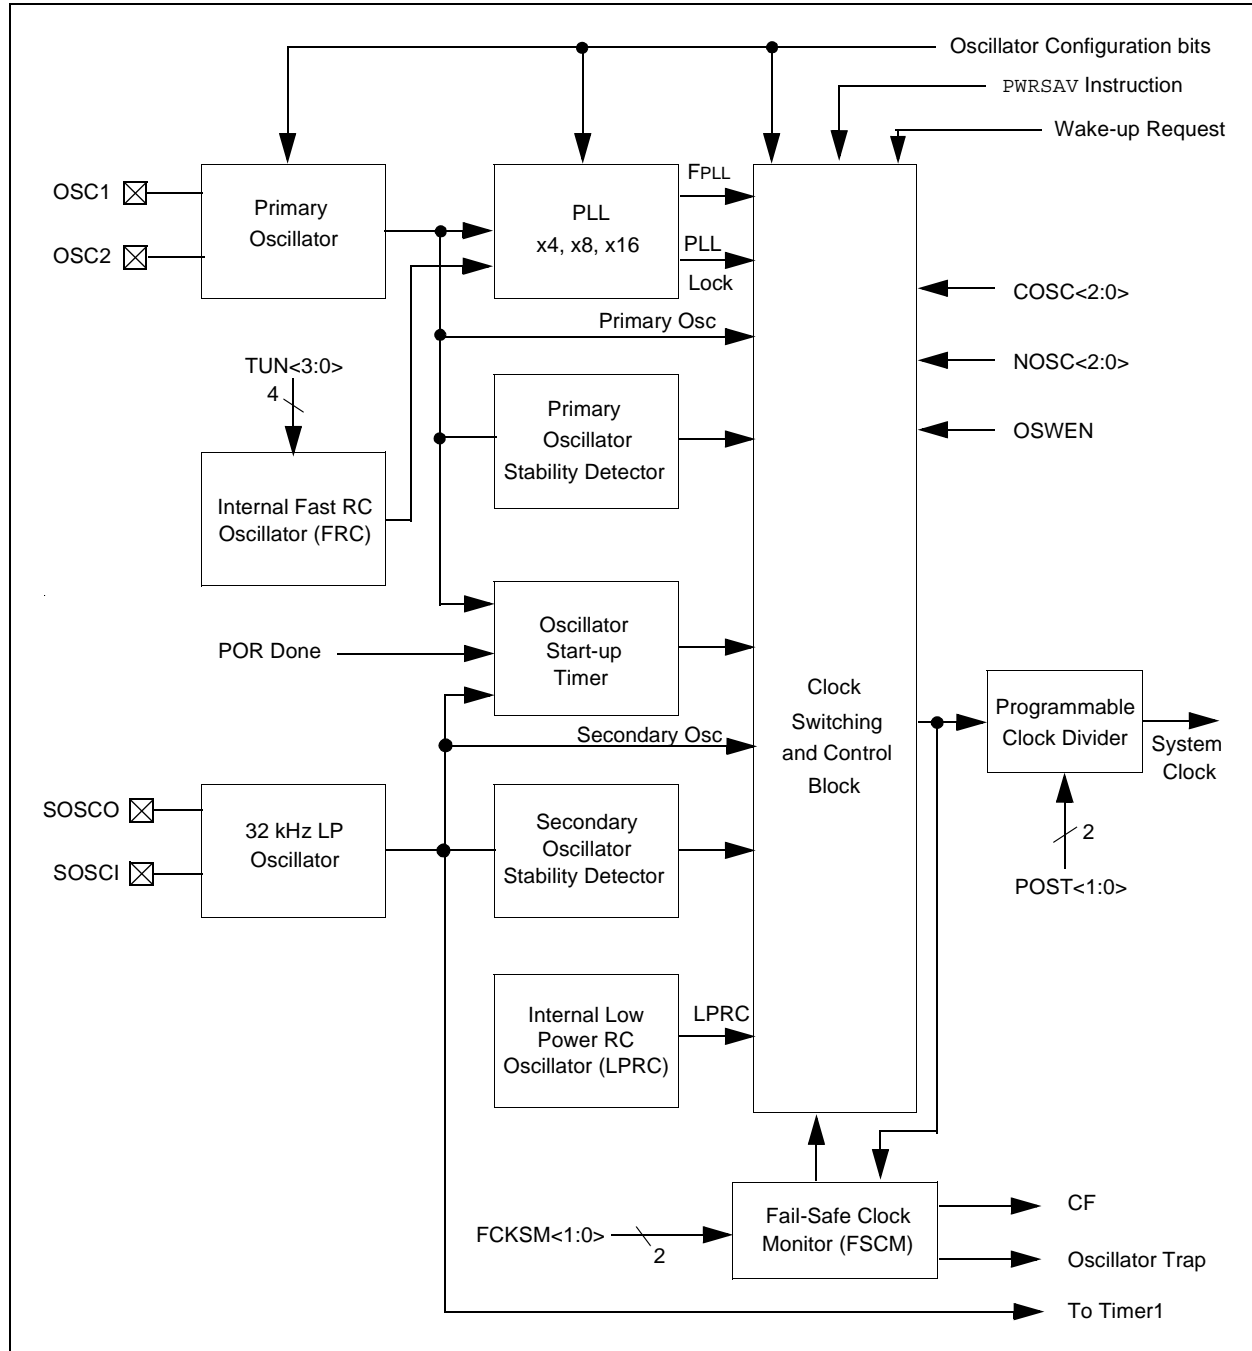 Oscillator Configuration bits
PWRSAV Instruction
Wake-up Request
OSC1
OSC2
Primary
Oscillator
PLL
x4, x8, x16
FPLL
PLL
Lock
Primary Osc
COSC<2:0>
NOSC<2:0>
OSWEN
TUN<3:0>
4
Internal Fast RC
Oscillator (FRC)
Primary
Oscillator
Stability Detector
POR Done
Oscillator
Start-up
Timer
Secondary Osc
Clock
Switching
and Control
Block
Programmable
Clock Divider
System
Clock
2
POST<1:0>
SOSCO
SOSCI
32 kHz LP
Oscillator
Secondary
Oscillator
Stability Detector
Internal Low
Power RC
Oscillator (LPRC)
LPRC
FCKSM<1:0>
2
Fail-Safe Clock
Monitor (FSCM)
CF
Oscillator Trap
To Timer1